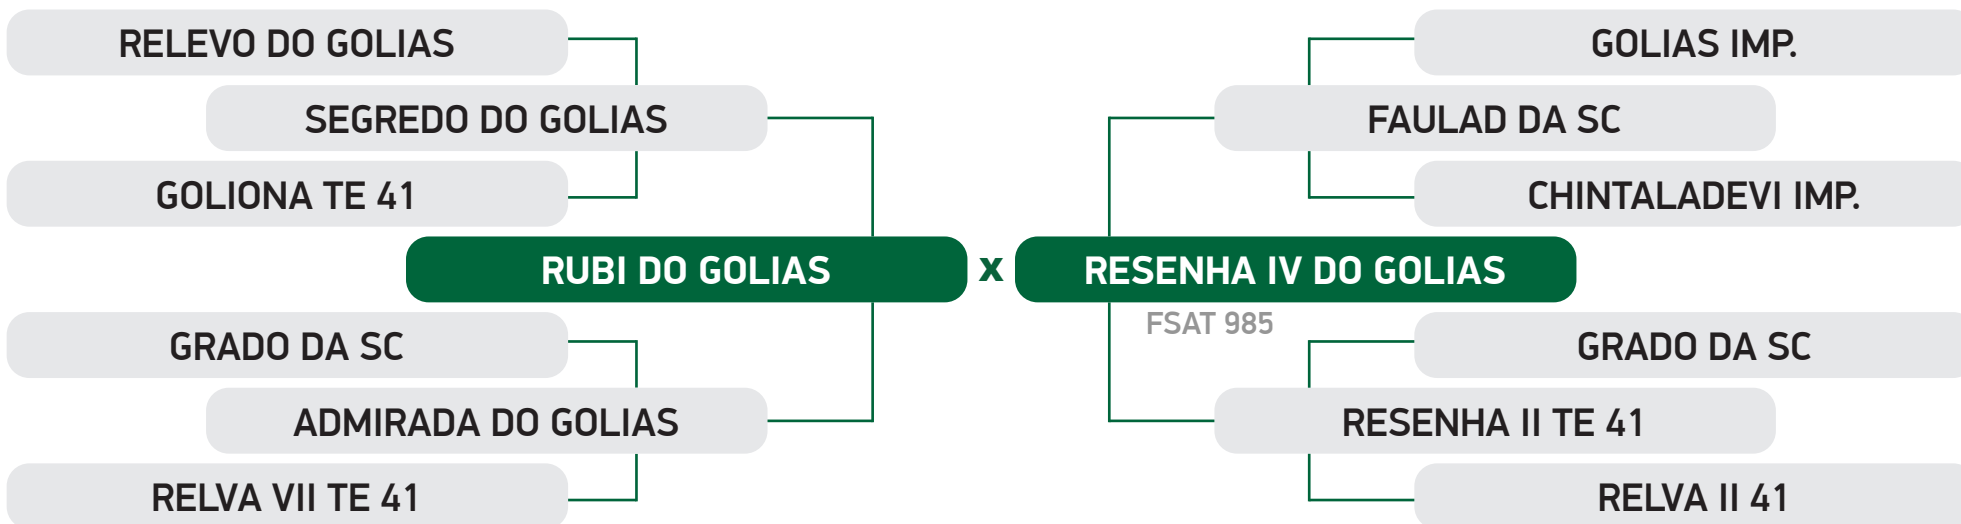 RELEVO DO GOLIAS
GOLIAS IMP.
SEGREDO DO GOLIAS
FAULAD DA SC
GOLIONA TE 41
CHINTALADEVI IMP.
RUBI DO GOLIAS x RESENHA IV DO GOLIAS
FSAT 985
GRADO DA SC
GRADO DA SC
ADMIRADA DO GOLIAS
RESENHA II TE 41
RELVA VII TE 41
RELVA II 41